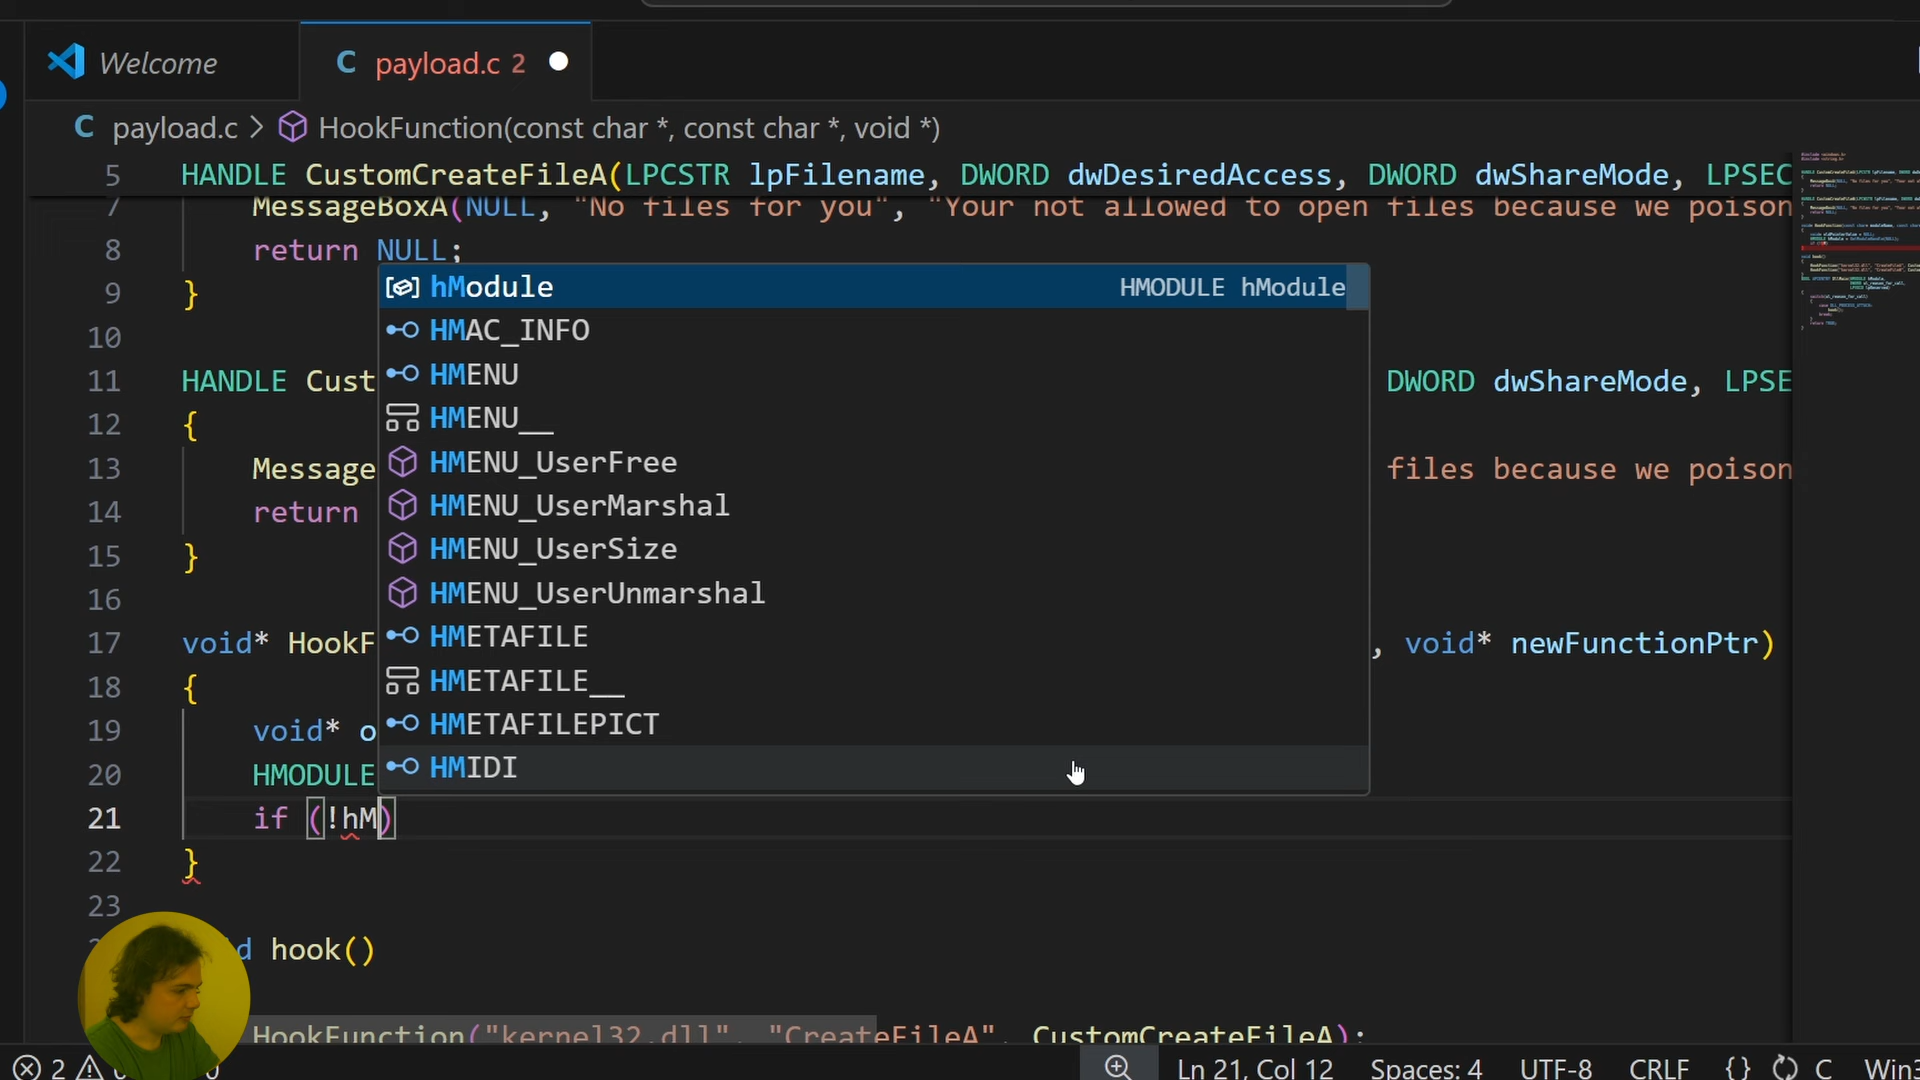 Welcome
C payload.c 2
C payload.c > HookFunction(const char *, const char *, void *)
5 HANDLE CustomCreateFileA(LPCSTR lpFilename, DWORD dwDesiredAccess, DWORD dwShareMode, LPSEC
7 MessageBoxA(NULL, "No files for you", "Your not allowed to open files because we poison
8 return NULL;
hModule HMODULE hModule
9 }
HMAC_INFO
10
HMENU
11 HANDLE Cust DWORD dwShareMode, LPSE
HMENU__
12 {
HMENU_UserFree
13 Message files because we poison
HMENU_UserMarshal
14 return
HMENU_UserSize
15 }
HMENU_UserUnmarshal
16
HMETAFILE
17 void* HookF , void* newFunctionPtr)
HMETAFILE__
18 {
HMETAFILEPICT
19 void* o
HMIDI
20 HMODULE
21 if (!hM)
22 }
23
d hook()
HookFunction("kernel32.dll", "CreateFileA", CustomCreateFileA);
2 0 Ln 21, Col 12 Spaces: 4 UTF-8 CRLF {} C Win3